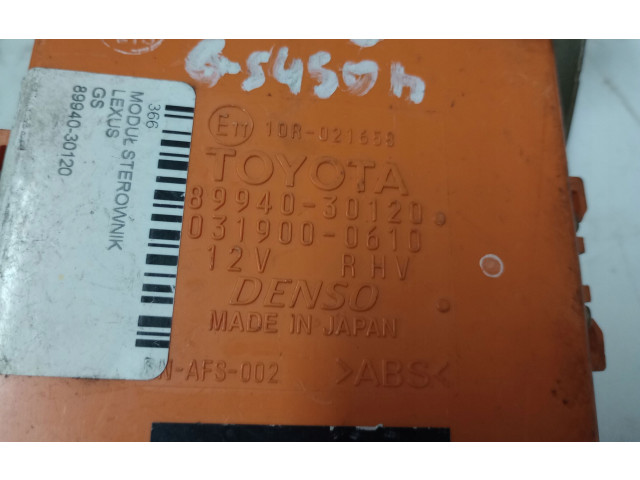 GS450h
E11 10R-021658
TOYOTA
89940-30120
031900-0610
12V RHV
DENSO
MADE IN JAPAN
-AFS-002 >ABS<
366
MODUŁ STEROWNIK
LEXUS
GS
89940-30120